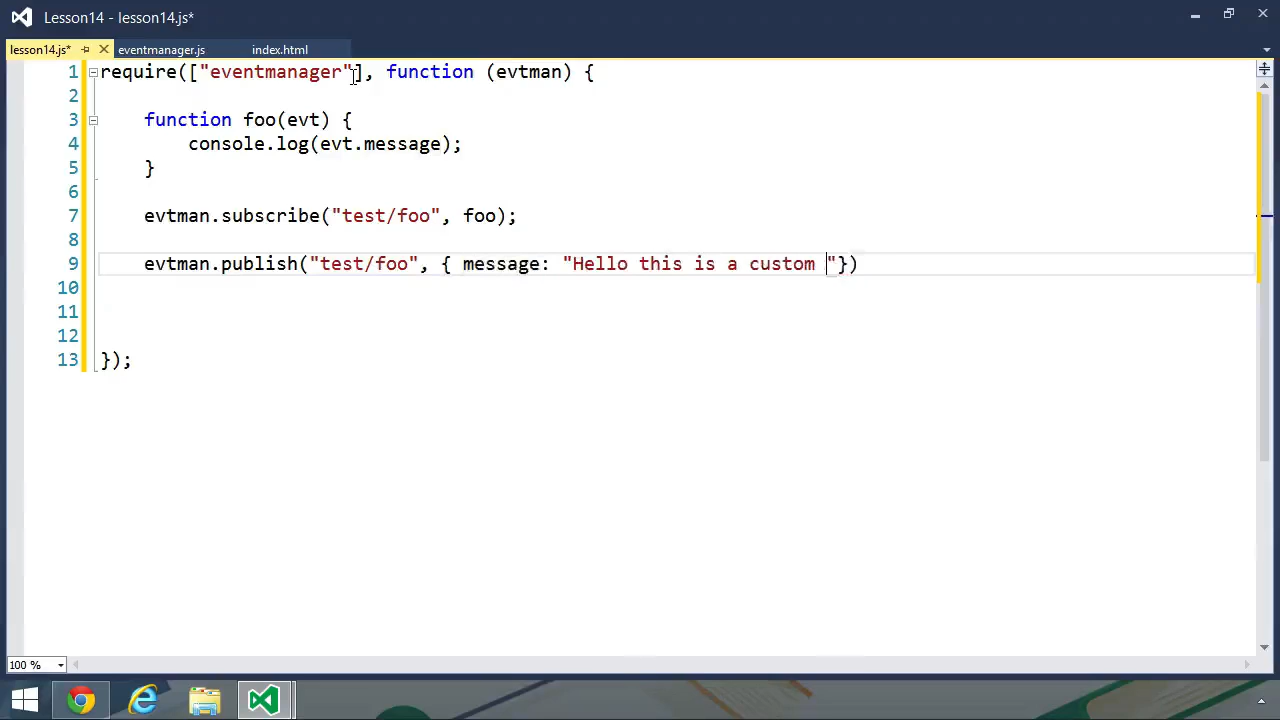 Lesson14 - lesson14.js*
lesson14.js* eventmanager.js index.html
1 require(["eventmanager"], function (evtman) {
2
3 function foo(evt) {
4 console.log(evt.message);
5 }
6
7 evtman.subscribe("test/foo", foo);
8
9 evtman.publish("test/foo", { message: "Hello this is a custom "})
10
11
12
13 });
100 %